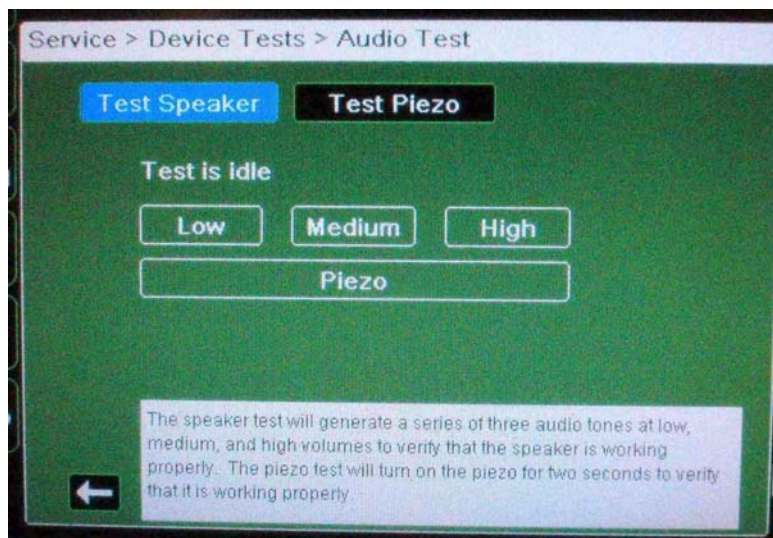 Service > Device Tests > Audio Test
Test Speaker Test Piezo
Test is idle
Low Medium High
Piezo
The speaker test will generate a series of three audio tones at low,
medium, and high volumes to verify that the speaker is working
properly. The piezo test will turn on the piezo for two seconds to verify
that it is working properly.